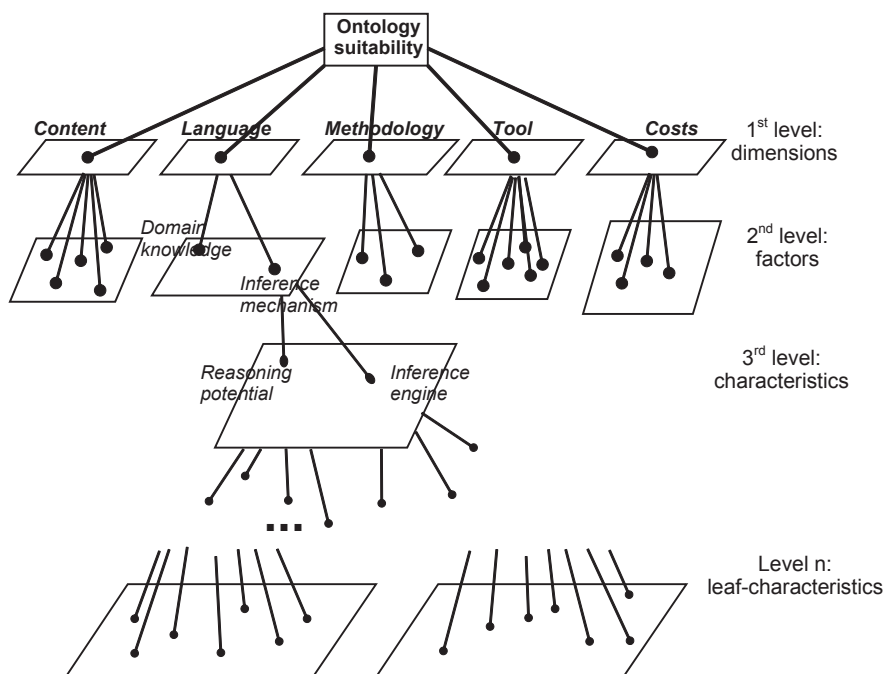 Ontology
suitability
Content
Language
Methodology
Tool
Costs
1st level:
dimensions
Domain
knowledge
2nd level:
factors
Inference
mechanism
3rd level:
characteristics
Reasoning
potential
Inference
engine
...
Level n:
leaf-characteristics